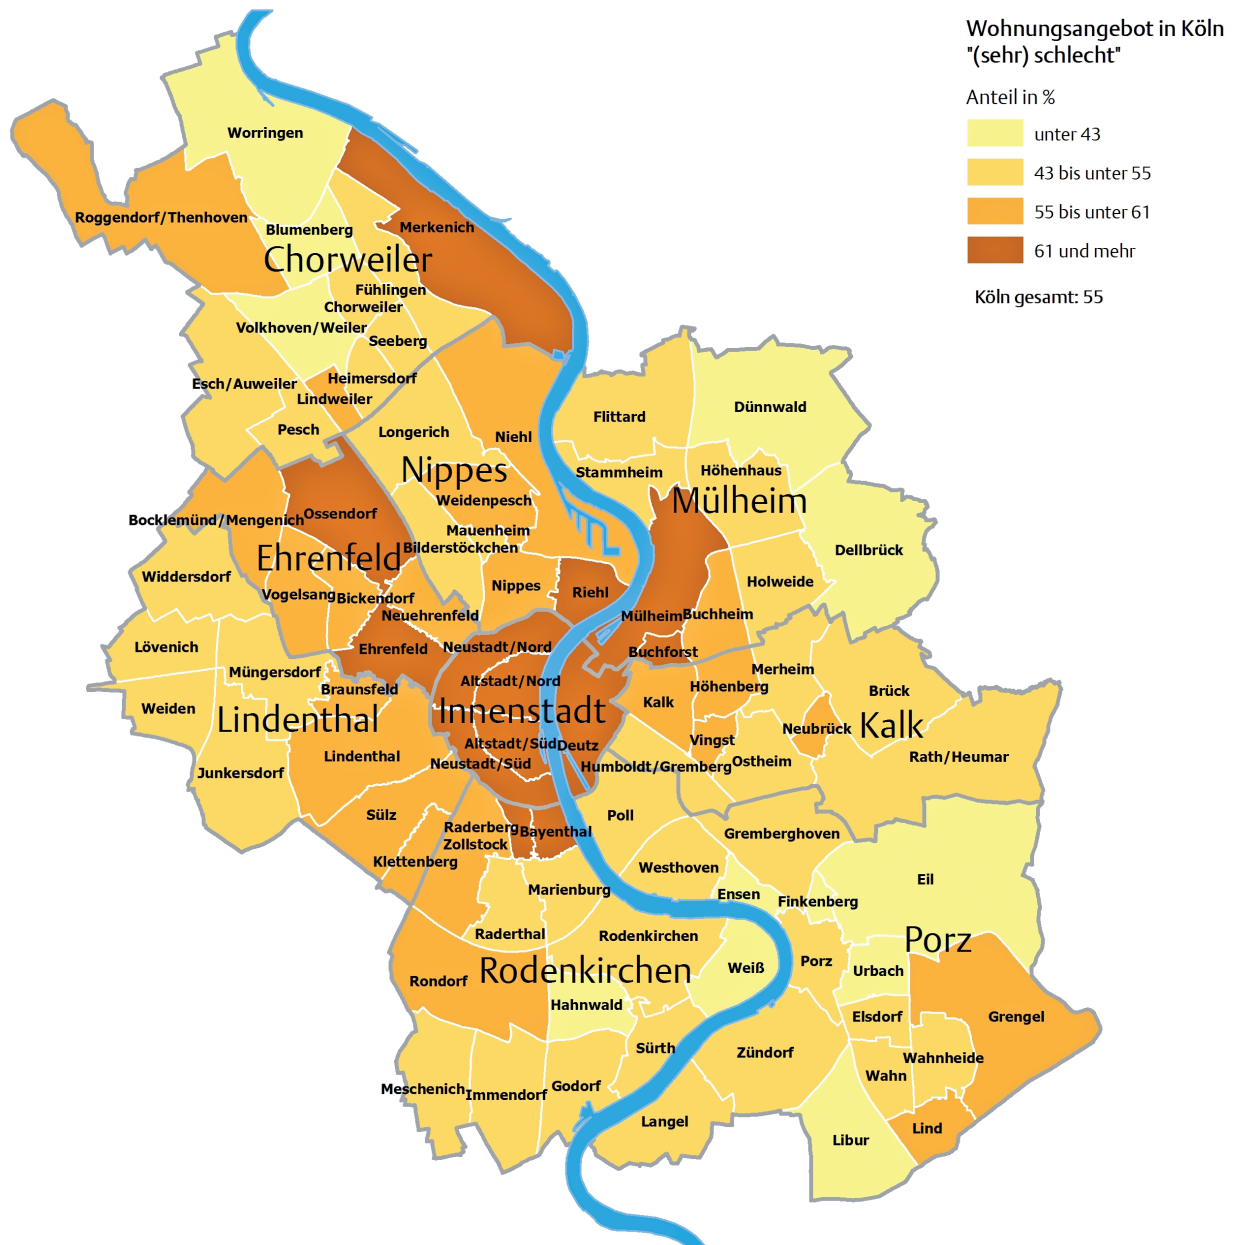 Wohnungsangebot in Köln
"(sehr) schlecht"
Anteil in %
unter 43
43 bis unter 55
55 bis unter 61
61 und mehr
Köln gesamt: 55
Worringen
Roggendorf/Thenhoven
Blumenberg
Merkenich
Chorweiler
Fühlingen
Chorweiler
Volkhoven/Weiler
Seeberg
Heimersdorf
Esch/Auweiler
Lindweiler
Pesch
Longerich
Niehl
Nippes
Weidenpesch
Mauenheim
Bilderstöckchen
Nippes
Riehl
Flittard
Dünnwald
Stammheim
Höhenhaus
Mülheim
Dellbrück
Holweide
Mülheim
Buchheim
Buchforst
Ossendorf
Bocklemünd/Mengenich
Ehrenfeld
Widdersdorf
Vogelsang
Bickendorf
Neuehrenfeld
Ehrenfeld
Lövenich
Müngersdorf
Braunsfeld
Weiden
Lindenthal
Lindenthal
Junkersdorf
Sülz
Klettenberg
Neustadt/Nord
Altstadt/Nord
Innenstadt
Altstadt/Süd
Deutz
Neustadt/Süd
Kalk
Höhenberg
Merheim
Brück
Neubrück
Kalk
Vingst
Ostheim
Rath/Heumar
Humboldt/Gremberg
Poll
Gremberghoven
Westhoven
Ensen
Finkenberg
Eil
Porz
Porz
Urbach
Elsdorf
Grengel
Wahnheide
Wahn
Lind
Libur
Zündorf
Langel
Raderberg
Zollstock
Bayenthal
Marienburg
Raderthal
Rodenkirchen
Rodenkirchen
Weiß
Rondorf
Hahnwald
Sürth
Godorf
Immendorf
Meschenich